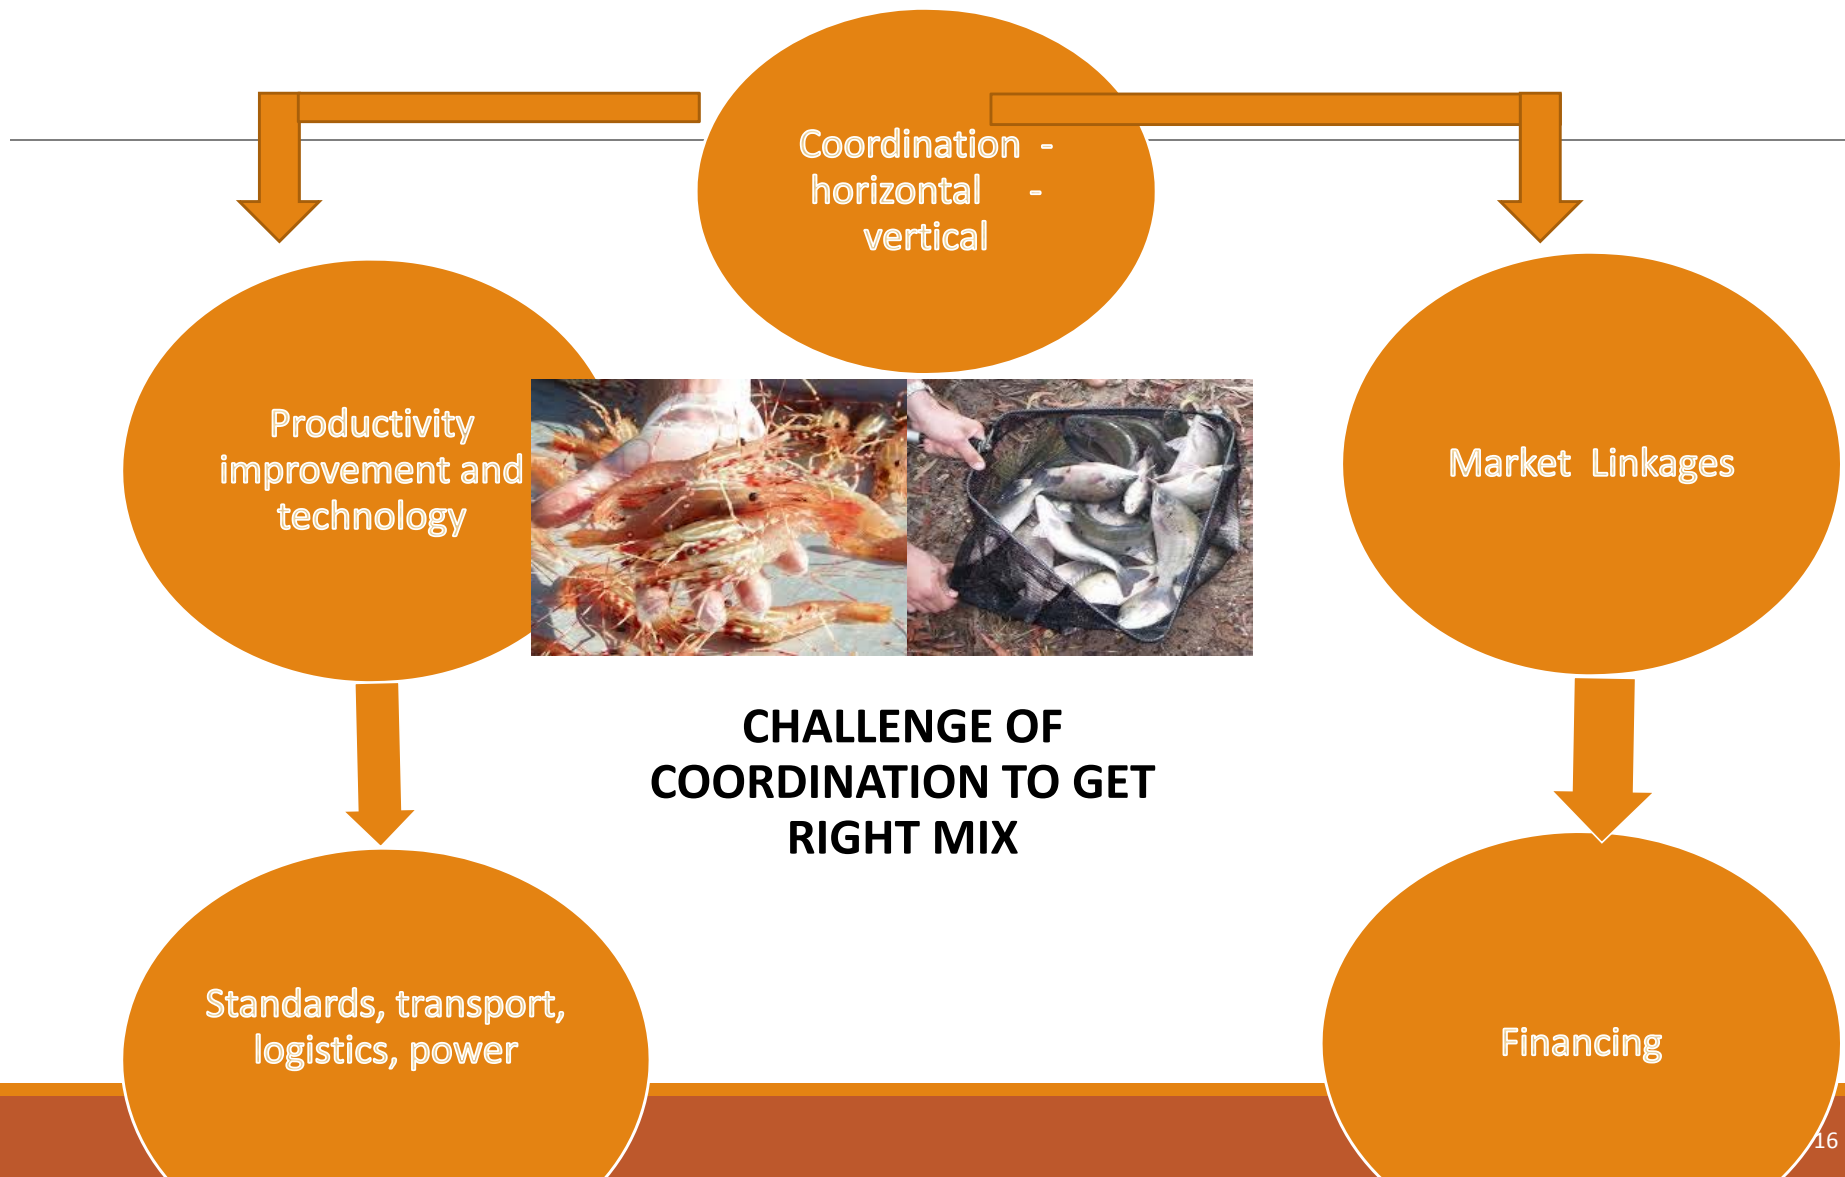 Coordination -
horizontal -
vertical
Productivity
improvement and
technology
Market Linkages
CHALLENGE OF
COORDINATION TO GET
RIGHT MIX
Standards, transport,
logistics, power
Financing
16